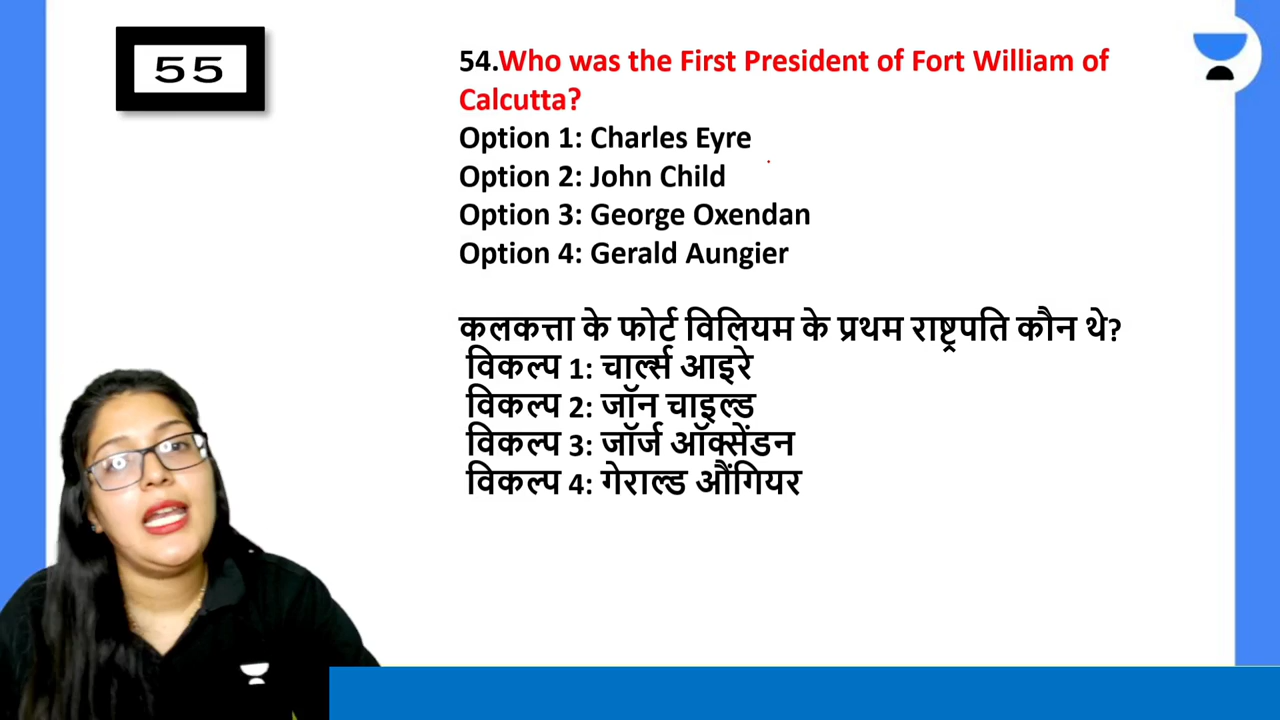 55
54.Who was the First President of Fort William of
Calcutta?
Option 1: Charles Eyre
Option 2: John Child
Option 3: George Oxendan
Option 4: Gerald Aungier
कलकत्ता के फोर्ट विलियम के प्रथम राष्ट्रपति कौन थे?
विकल्प 1: चार्ल्स आइरे
विकल्प 2: जॉन चाइल्ड
विकल्प 3: जॉर्ज ऑक्सेंडन
विकल्प 4: गेराल्ड औंगियर